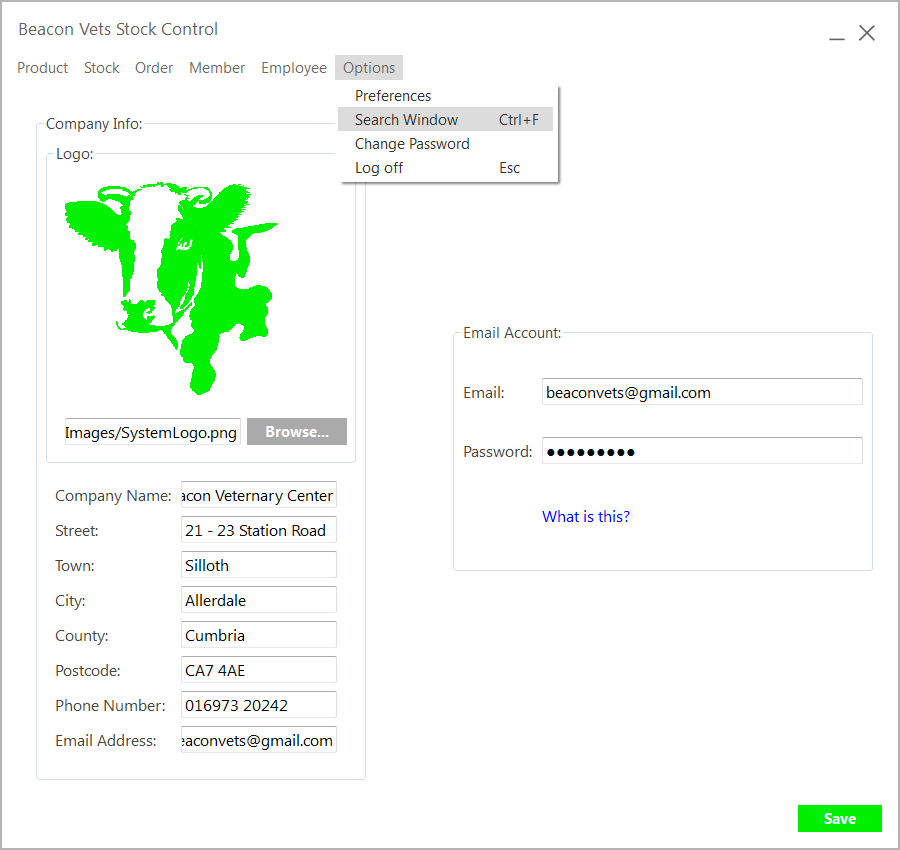 Beacon Vets Stock Control
Product Stock Order Member Employee Options
Preferences
Search Window Ctrl+F
Change Password
Log off Esc
Company Info:
Logo:
Images/SystemLogo.png Browse...
Company Name: acon Veternary Center
Street: 21 - 23 Station Road
Town: Silloth
City: Allerdale
County: Cumbria
Postcode: CA7 4AE
Phone Number: 016973 20242
Email Address: eaconvets@gmail.com
Email Account:
Email: beaconvets@gmail.com
Password: ●●●●●●●●●
What is this?
Save